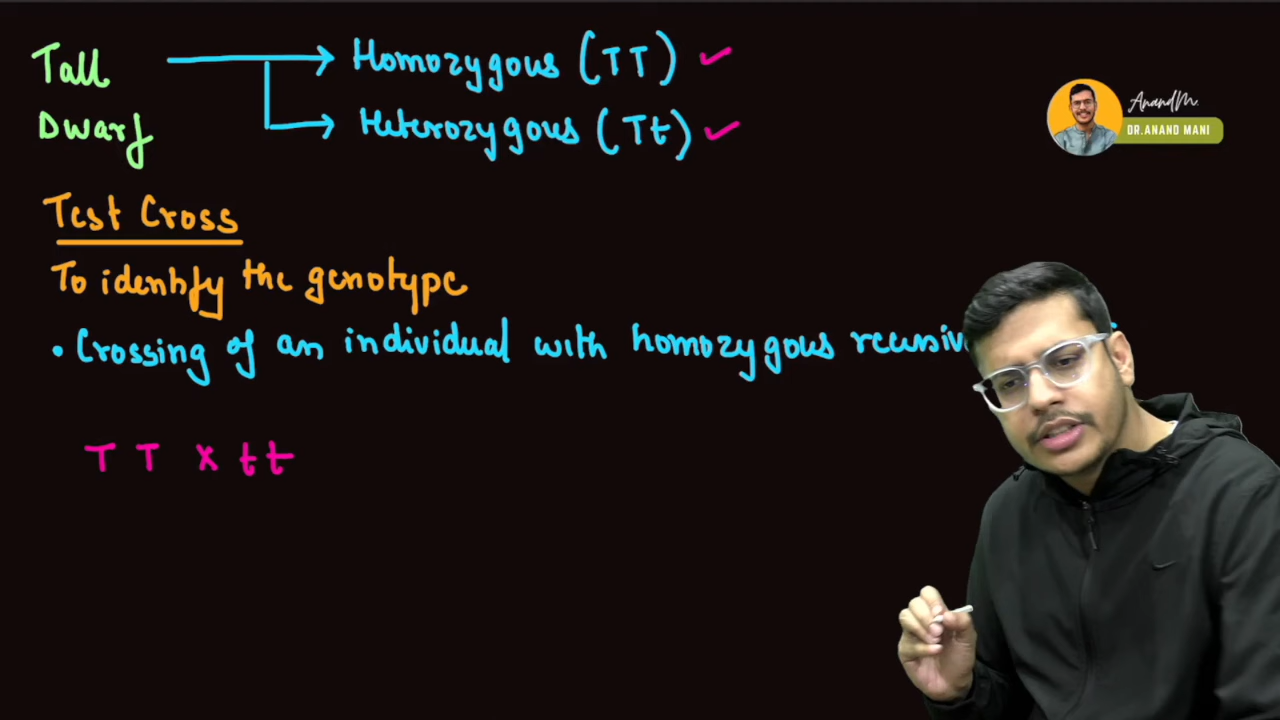 Tall → Homozygous (TT) ✓
Dwarf → Heterozygous (Tt) ✓
AnandM.
DR.ANAND MANI
Test Cross
To identify the genotype
• Crossing of an individual with homozygous
T T x tt